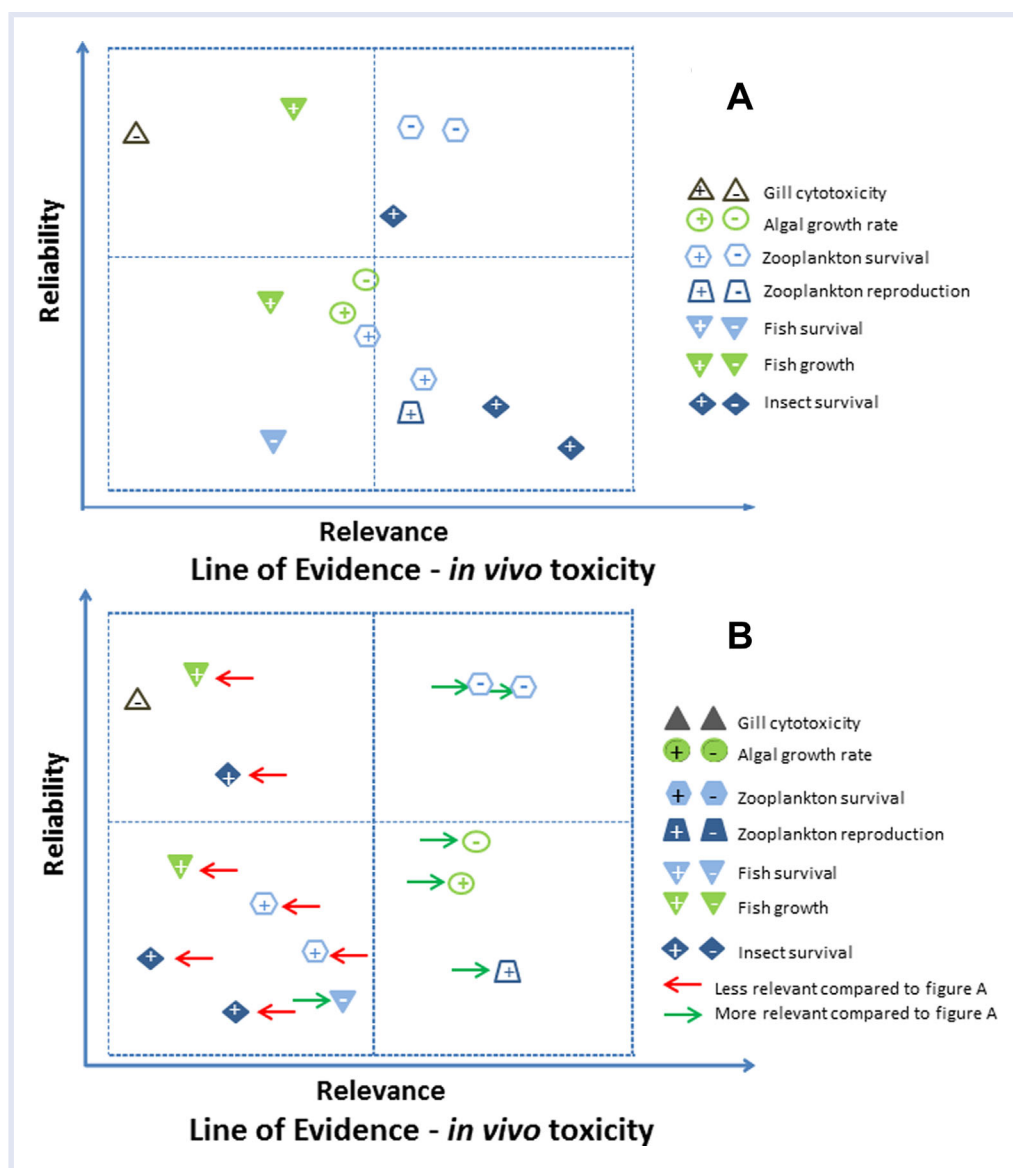 A
Reliability
+ - Gill cytotoxicity
+ - Algal growth rate
+ - Zooplankton survival
+ - Zooplankton reproduction
+ - Fish survival
+ - Fish growth
+ - Insect survival
Relevance
Line of Evidence - in vivo toxicity
B
Reliability
Gill cytotoxicity
+ - Algal growth rate
+ - Zooplankton survival
+ - Zooplankton reproduction
+ - Fish survival
+ - Fish growth
+ - Insect survival
Less relevant compared to figure A
More relevant compared to figure A
Relevance
Line of Evidence - in vivo toxicity